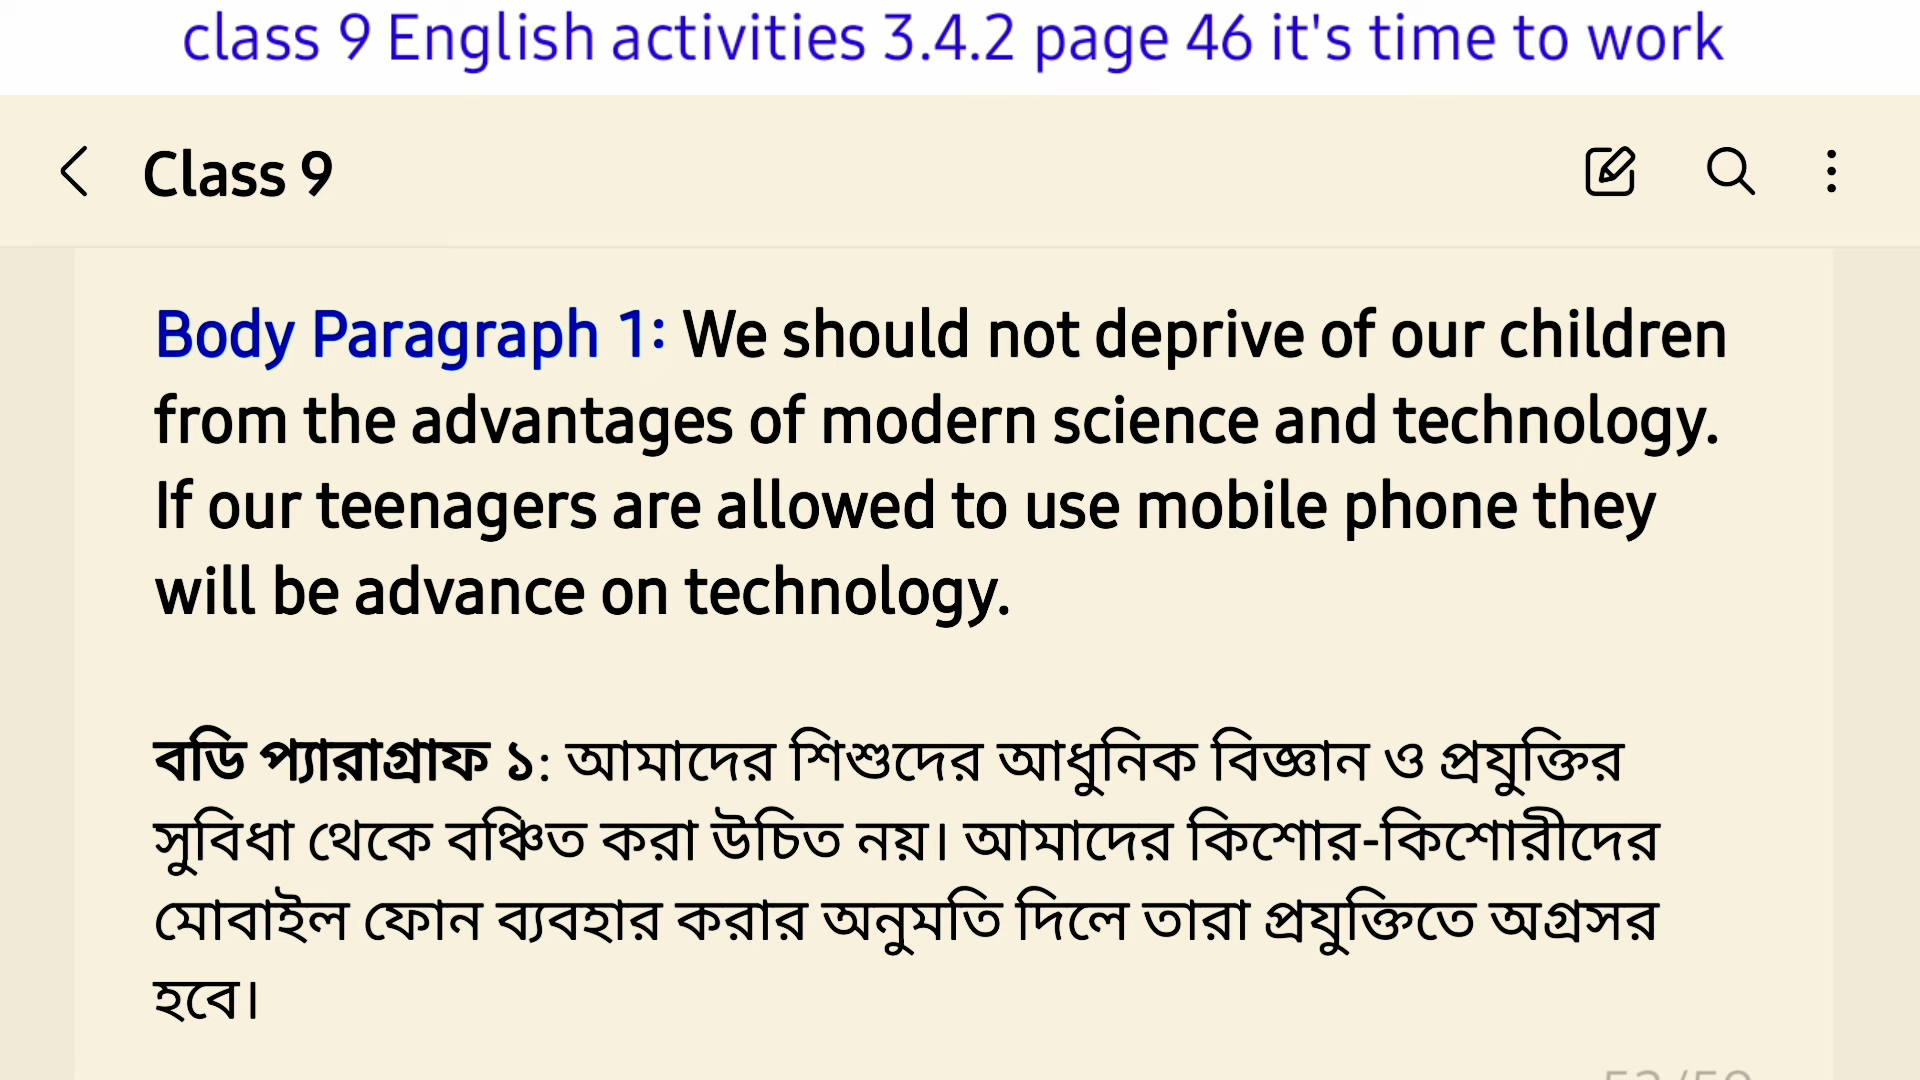 class 9 English activities 3.4.2 page 46 it's time to work
Class 9
Body Paragraph 1: We should not deprive of our children
from the advantages of modern science and technology.
If our teenagers are allowed to use mobile phone they
will be advance on technology.
বডি প্যারাগ্রাফ ১: আমাদের শিশুদের আধুনিক বিজ্ঞান ও প্রযুক্তির
সুবিধা থেকে বঞ্চিত করা উচিত নয়। আমাদের কিশোর-কিশোরীদের
মোবাইল ফোন ব্যবহার করার অনুমতি দিলে তারা প্রযুক্তিতে অগ্রসর
হবে।